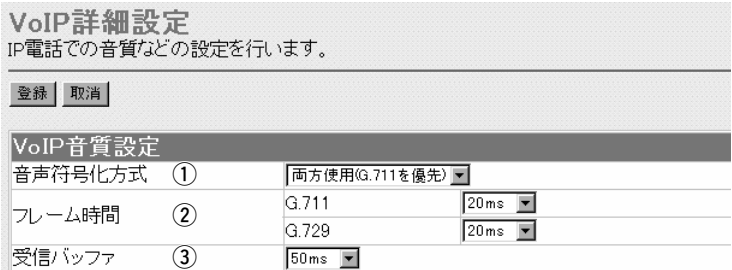 VoIP詳細設定
IP電話での音質などの設定を行います。
登録 取消
VoIP音質設定
音声符号化方式 ① 両方使用(G.711を優先)
フレーム時間 ② G.711 20ms
G.729 20ms
受信バッファ ③ 50ms